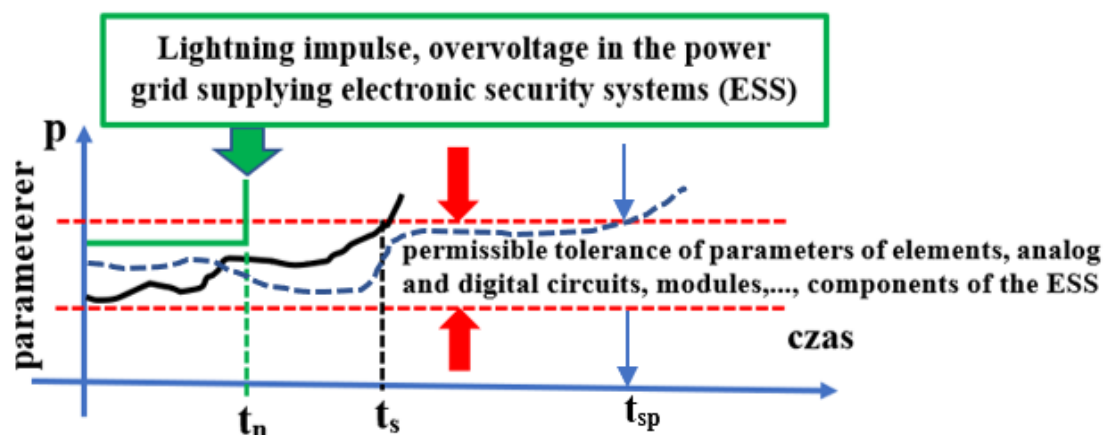 Lightning impulse, overvoltage in the power
grid supplying electronic security systems (ESS)
p
parameterer
permissible tolerance of parameters of elements, analog
and digital circuits, modules,..., components of the ESS
czas
tn
ts
tsp